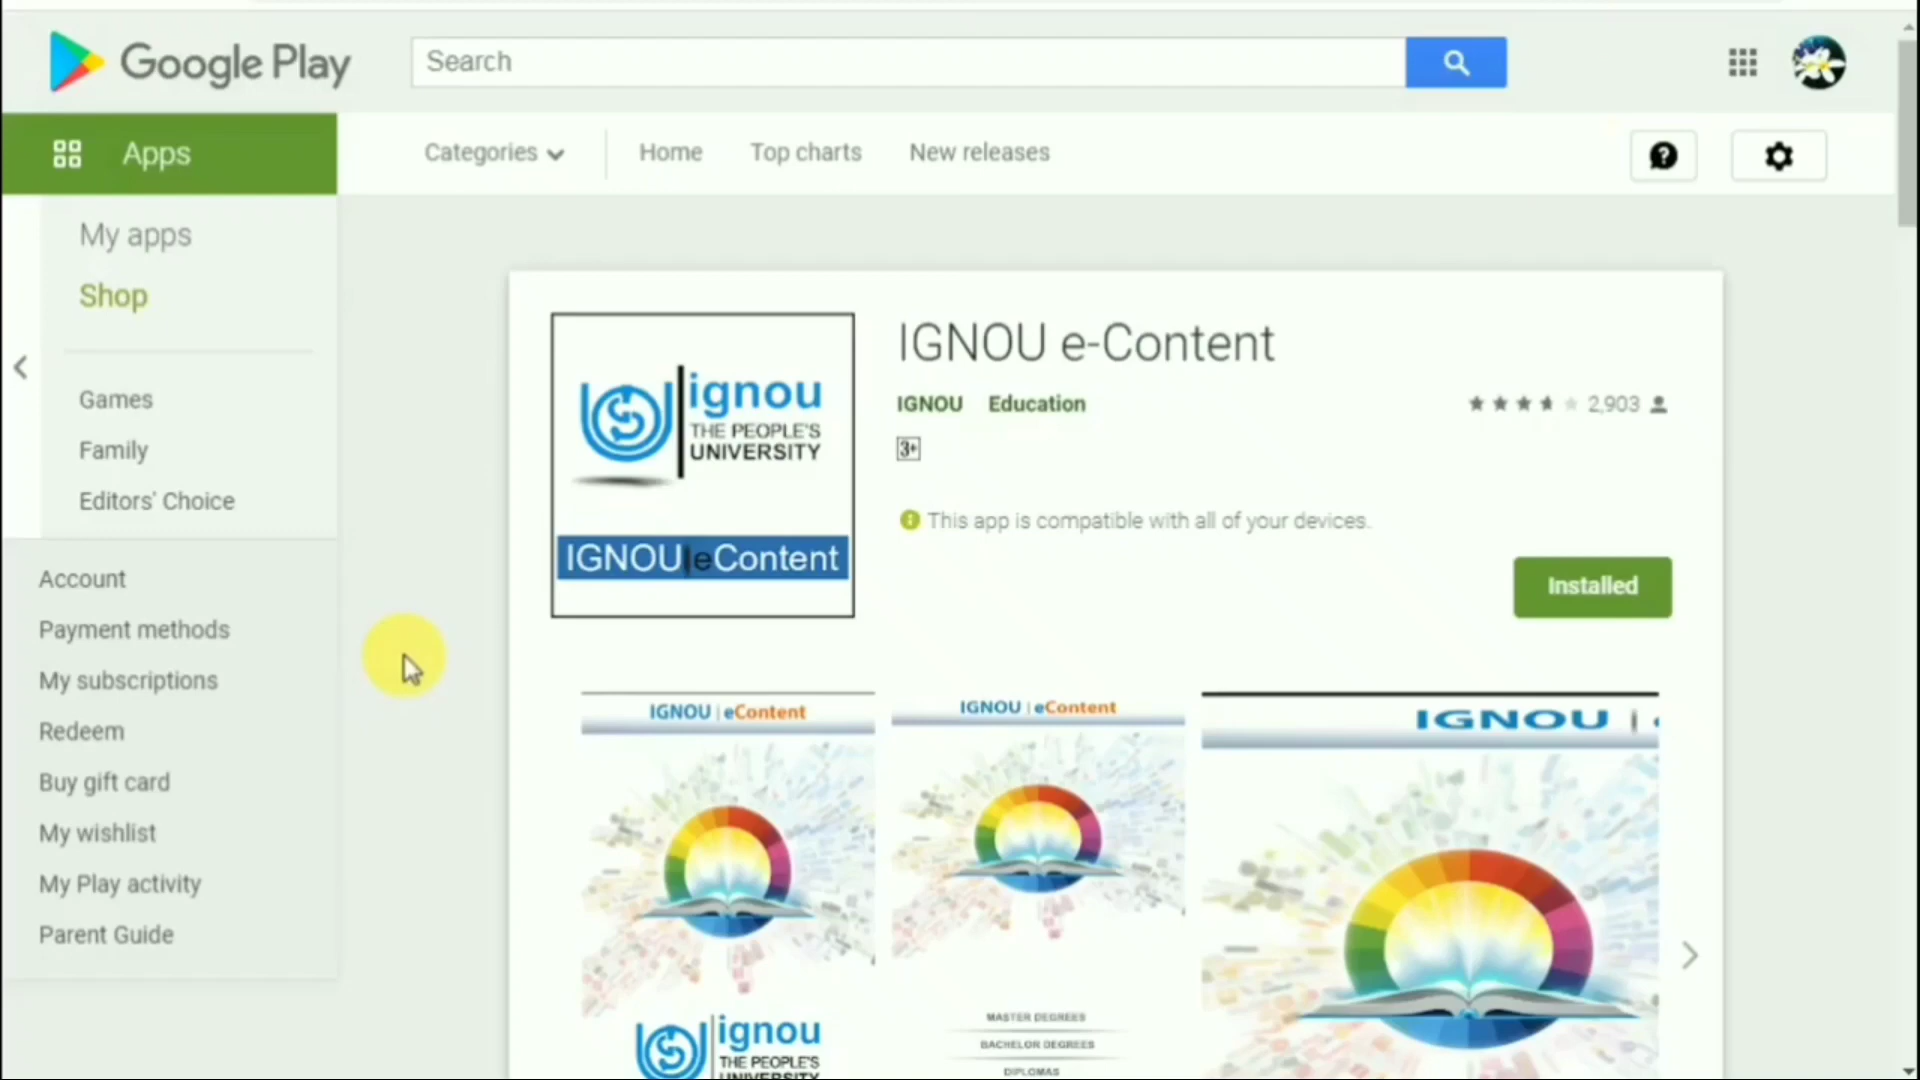 Google Play
Search
Apps
Categories
Home
Top charts
New releases
My apps
Shop
Games
Family
Editors' Choice
Account
Payment methods
My subscriptions
Redeem
Buy gift card
My wishlist
My Play activity
Parent Guide
ignou
THE PEOPLE'S
UNIVERSITY
IGNOU eContent
IGNOU e-Content
IGNOU Education
2,903
3+
This app is compatible with all of your devices.
Installed
IGNOU | eContent
ignou
THE PEOPLE'S
UNIVERSITY
IGNOU | eContent
MASTER DEGREES
BACHELOR DEGREES
DIPLOMAS
IGNOU |